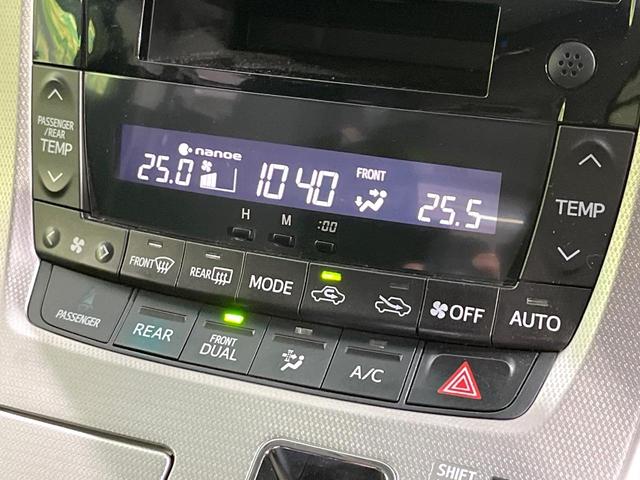 PASSENGER
/REAR
TEMP
nanoe
25.0
10 40
FRONT
25.5
TEMP
H
M
:00
FRONT
REAR
MODE
OFF
AUTO
PASSENGER
REAR
FRONT
DUAL
A/C
SHIFT